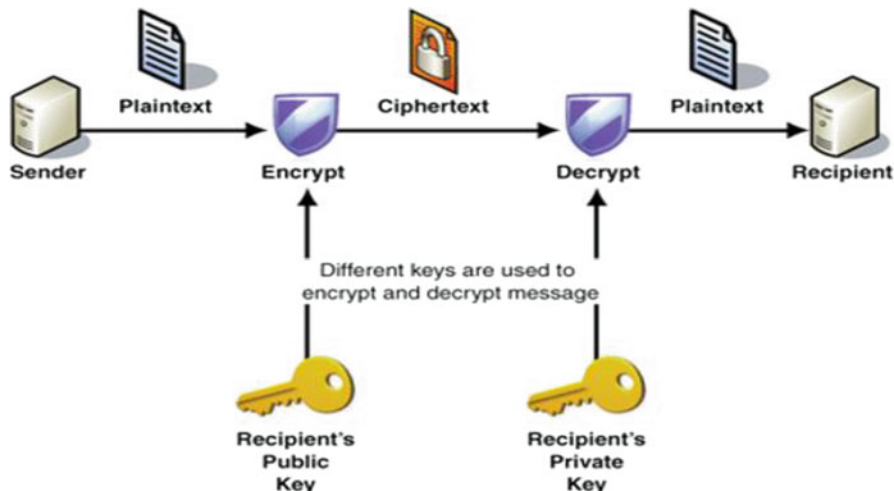 Plaintext
Ciphertext
Plaintext
Sender
Encrypt
Decrypt
Recipient
Different keys are used to
encrypt and decrypt message
Recipient's
Public
Key
Recipient's
Private
Key